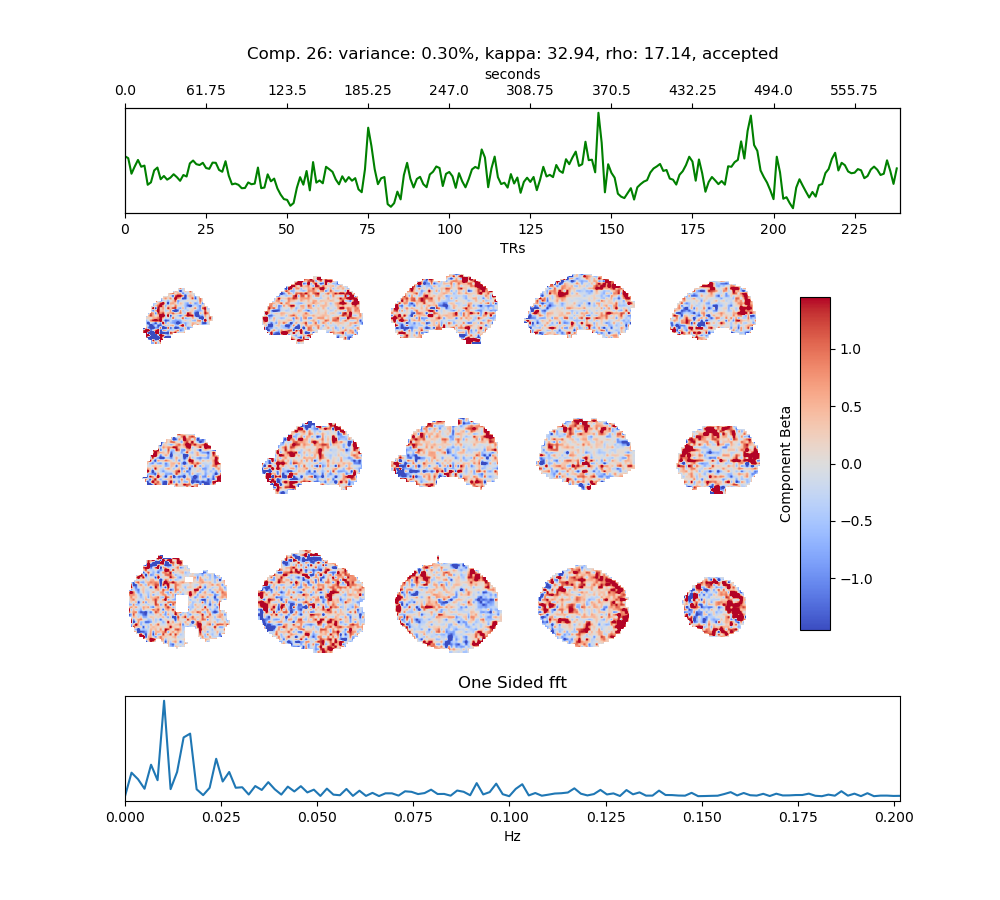 Comp. 26: variance: 0.30%, kappa: 32.94, rho: 17.14, accepted
seconds
0.0 61.75 123.5 185.25 247.0 308.75 370.5 432.25 494.0 555.75
0 25 50 75 100 125 150 175 200 225
TRs
1.0
0.5
0.0
−0.5
−1.0
Component Beta
One Sided fft
0.000 0.025 0.050 0.075 0.100 0.125 0.150 0.175 0.200
Hz